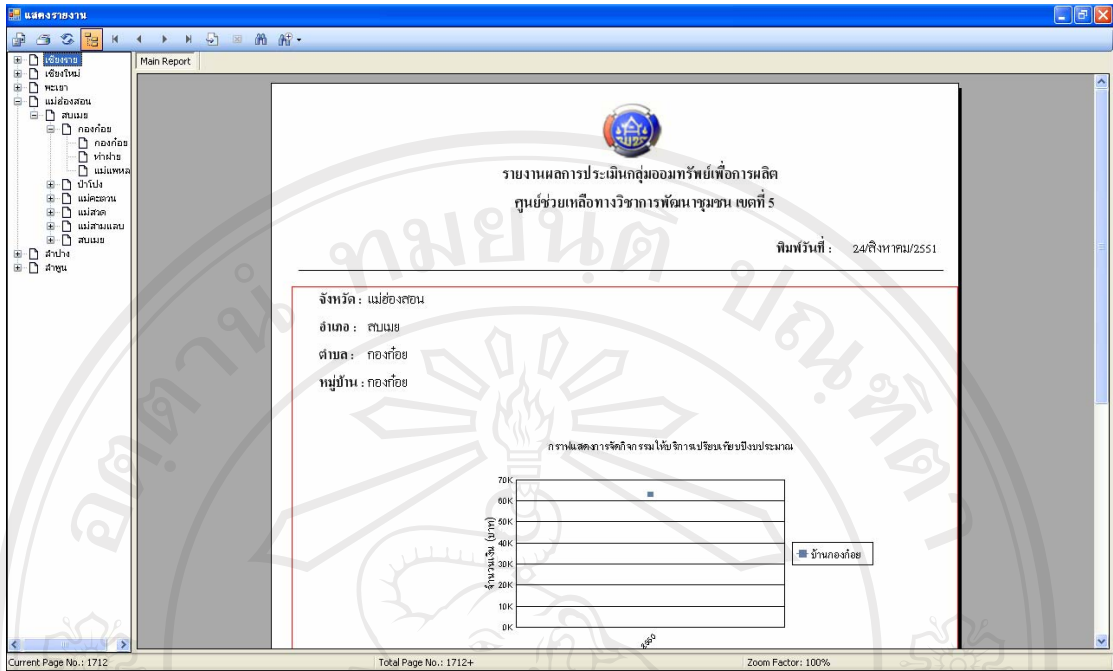 แสดงรายงาน
Main Report
เชียงราย
เชียงใหม่
พะเยา
แม่ฮ่องสอน
สบเมย
กองก๋อย
กองก๋อย
ห่าฝาย
แม่แพหล
ป่าโปง
แม่คะตวน
แม่สวด
แม่สามแลบ
สบเมย
ลำปาง
ลำพูน
รายงานผลการประเมินกลุ่มออมทรัพย์เพื่อการผลิต
ศูนย์ช่วยเหลือทางวิชาการพัฒนาชุมชน เขตที่ 5
พิมพ์วันที่ : 24/สิงหาคม/2551
จังหวัด : แม่ฮ่องสอน
อำเภอ : สบเมย
ตำบล : กองก๋อย
หมู่บ้าน : กองก๋อย
กราฟแสดงการจัดกิจกรรมให้บริการเปรียบเทียบปีงบประมาณ
จำนวนเงิน (บาท)
70K
60K
50K
40K
30K
20K
10K
0K
2,550
บ้านกองก๋อย
ลิขสิทธิ์
Current Page No.: 1712
Total Page No.: 1712+
Zoom Factor: 100%